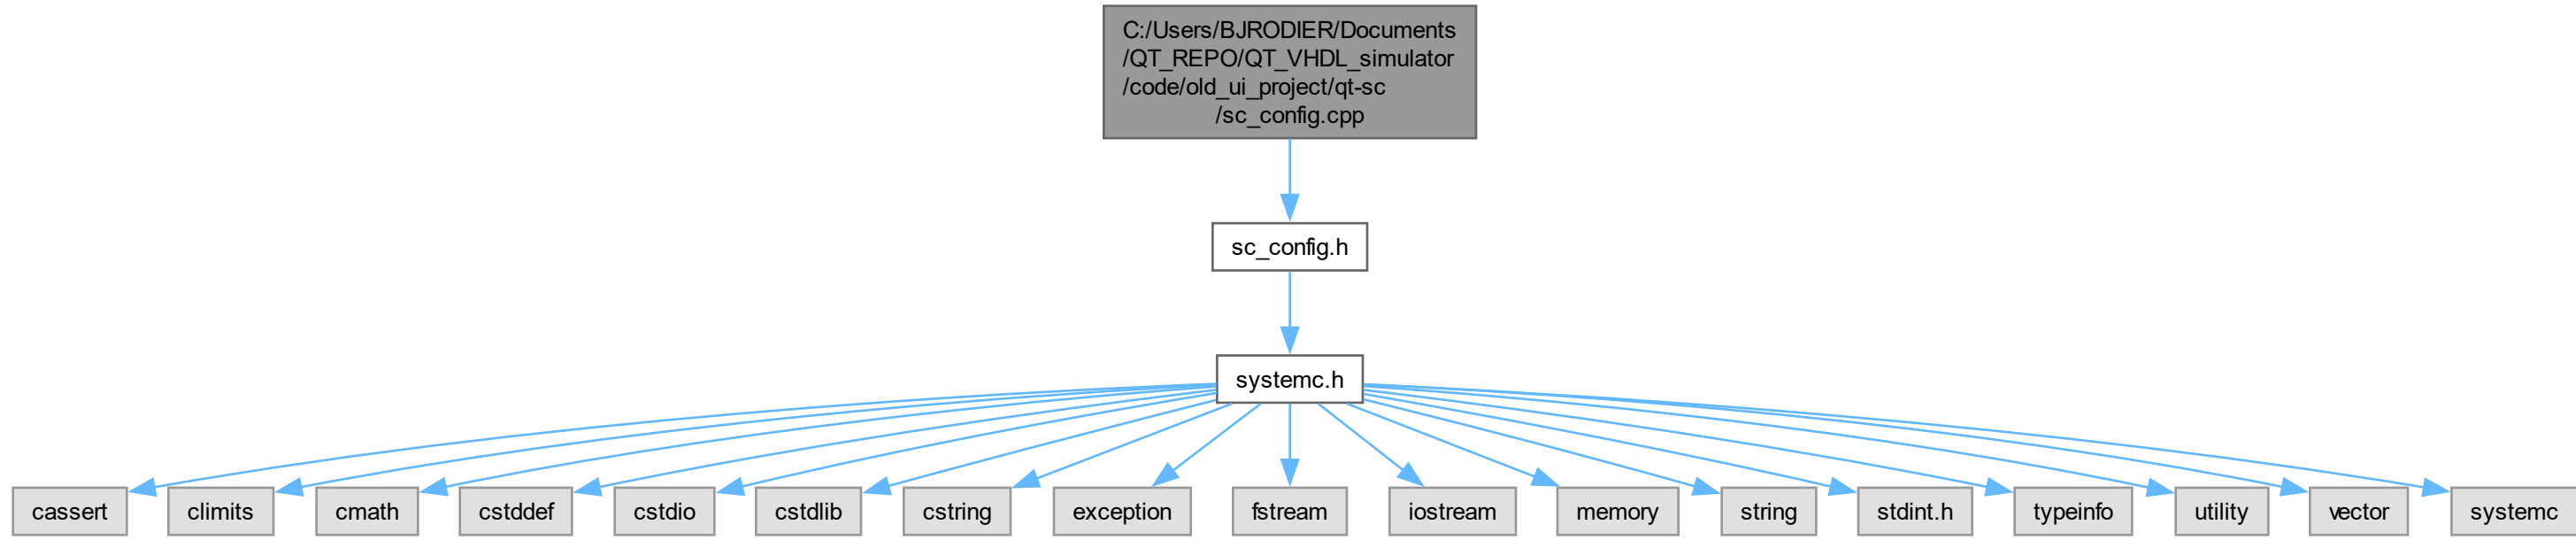 C:/Users/BJRODIER/Documents
/QT_REPO/QT_VHDL_simulator
/code/old_ui_project/qt-sc
/sc_config.cpp
sc_config.h
systemc.h
cassert
climits
cmath
cstddef
cstdio
cstdlib
cstring
exception
fstream
iostream
memory
string
stdint.h
typeinfo
utility
vector
systemc